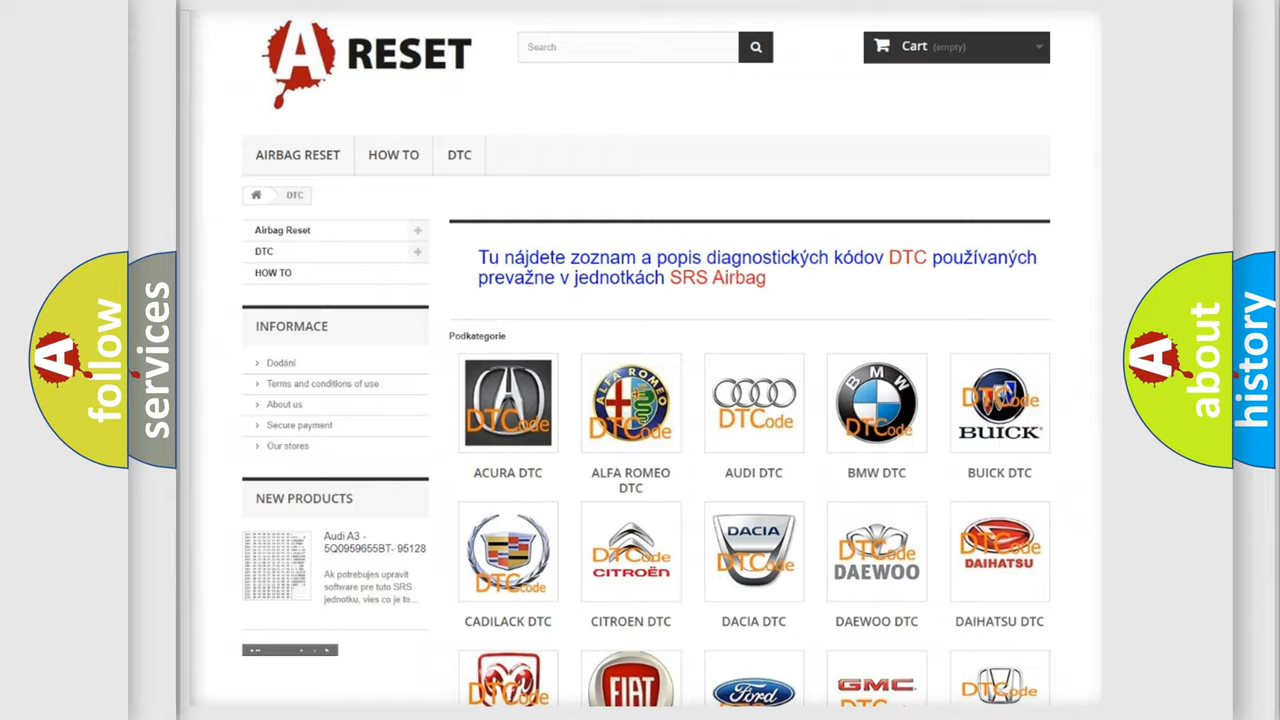 A RESET
Search
Cart (empty)
AIRBAG RESET
HOW TO
DTC
DTC
Airbag Reset
DTC
HOW TO
INFORMACE
Dodání
Terms and conditions of use
About us
Secure payment
Our stores
NEW PRODUCTS
Audi A3 -
5Q0959655BT- 95128
Ak potrebujes upravit
software pre tuto SRS
jednotku, vies co je to...
Tu nájdete zoznam a popis diagnostických kódov DTC používaných
prevažne v jednotkách SRS Airbag
Podkategorie
DTCode
ALFA ROMEO
DTCode
DTCode
BMW
DTCode
DTCode
BUICK
ACURA DTC
ALFA ROMEO
DTC
AUDI DTC
BMW DTC
BUICK DTC
DTCode
DTCode
CITROËN
DACIA
DTCode
DTCode
DAEWOO
DTCode
DAIHATSU
CADILACK DTC
CITROEN DTC
DACIA DTC
DAEWOO DTC
DAIHATSU DTC
DTCode
FIAT
Ford
GMC
DTCode
A follow
services
A about
history